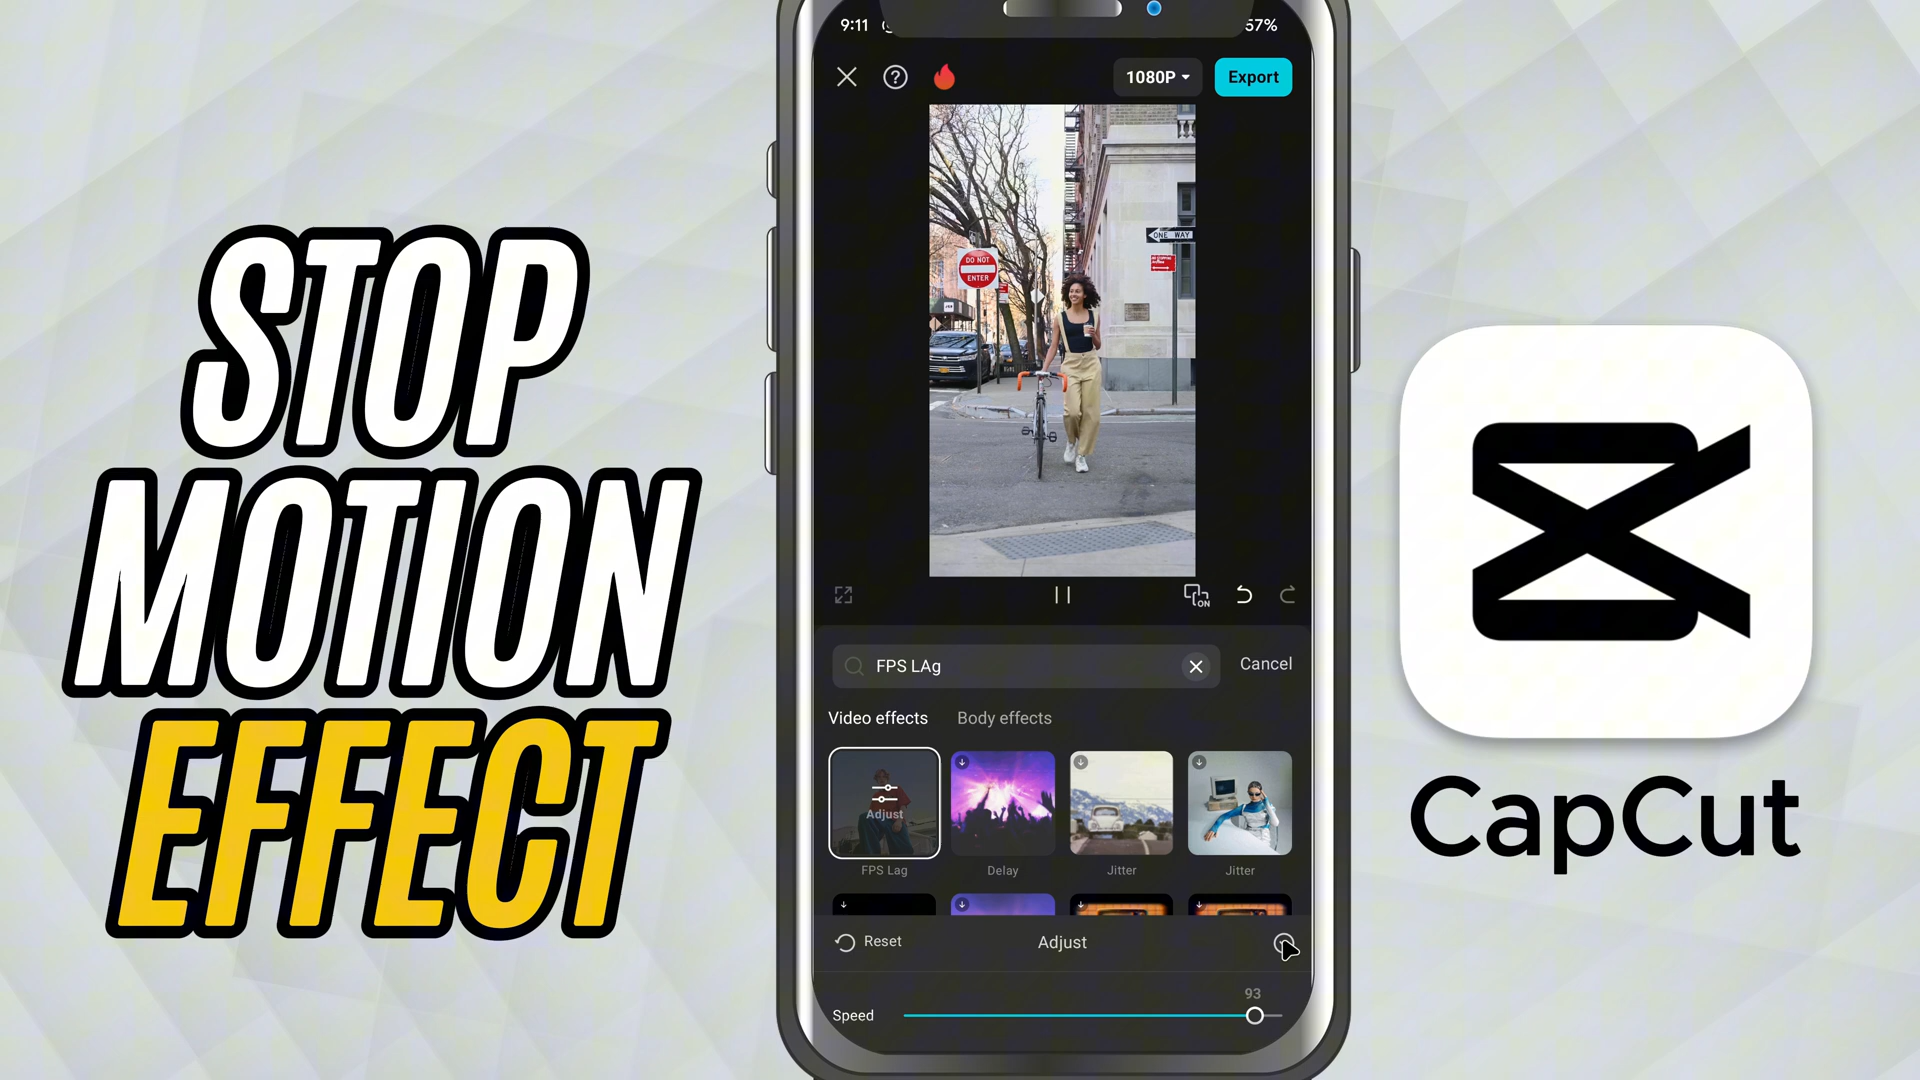 STOP
MOTION
EFFECT
9:11
57%
1080P
Export
DO NOT
ENTER
ONE WAY
ON
FPS LAg
Cancel
Video effects
Body effects
Adjust
FPS Lag
Delay
Jitter
Jitter
Reset
Adjust
93
Speed
CapCut